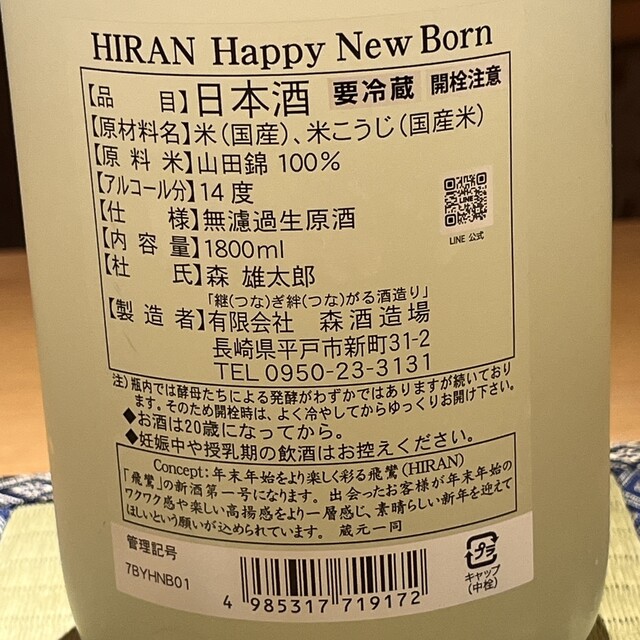 HIRAN Happy New Born
【品　目】日本酒 要冷蔵 開栓注意
【原材料名】米(国産)、米こうじ(国産米)
【原 料 米】山田錦 100%
【アルコール分】14度
【仕　様】無濾過生原酒
【内 容 量】1800ml
【杜　氏】森 雄太郎
LINE
LINE 公式
「継(つな)ぎ絆(つな)がる酒造り」
【製 造 者】有限会社　森酒造場
長崎県平戸市新町31-2
TEL 0950-23-3131
注)瓶内では酵母たちによる発酵がわずかではありますが続いており
ます。そのため開栓時は、よく冷やしてからゆっくりお開け下さい。
◆お酒は20歳になってから。
◆妊娠中や授乳期の飲酒はお控えください。
Concept:年末年始をより楽しく彩る飛鸞(HIRAN)
「飛鸞」の新酒第一号になります。出会ったお客様が年末年始の
ワクワク感や楽しい高揚感をより一層感じ、素晴らしい新年を迎えて
ほしいという願いが込められています。 蔵元一同
管理記号
7BYHNB01
4 985317 719172
プラ
キャップ
(中栓)